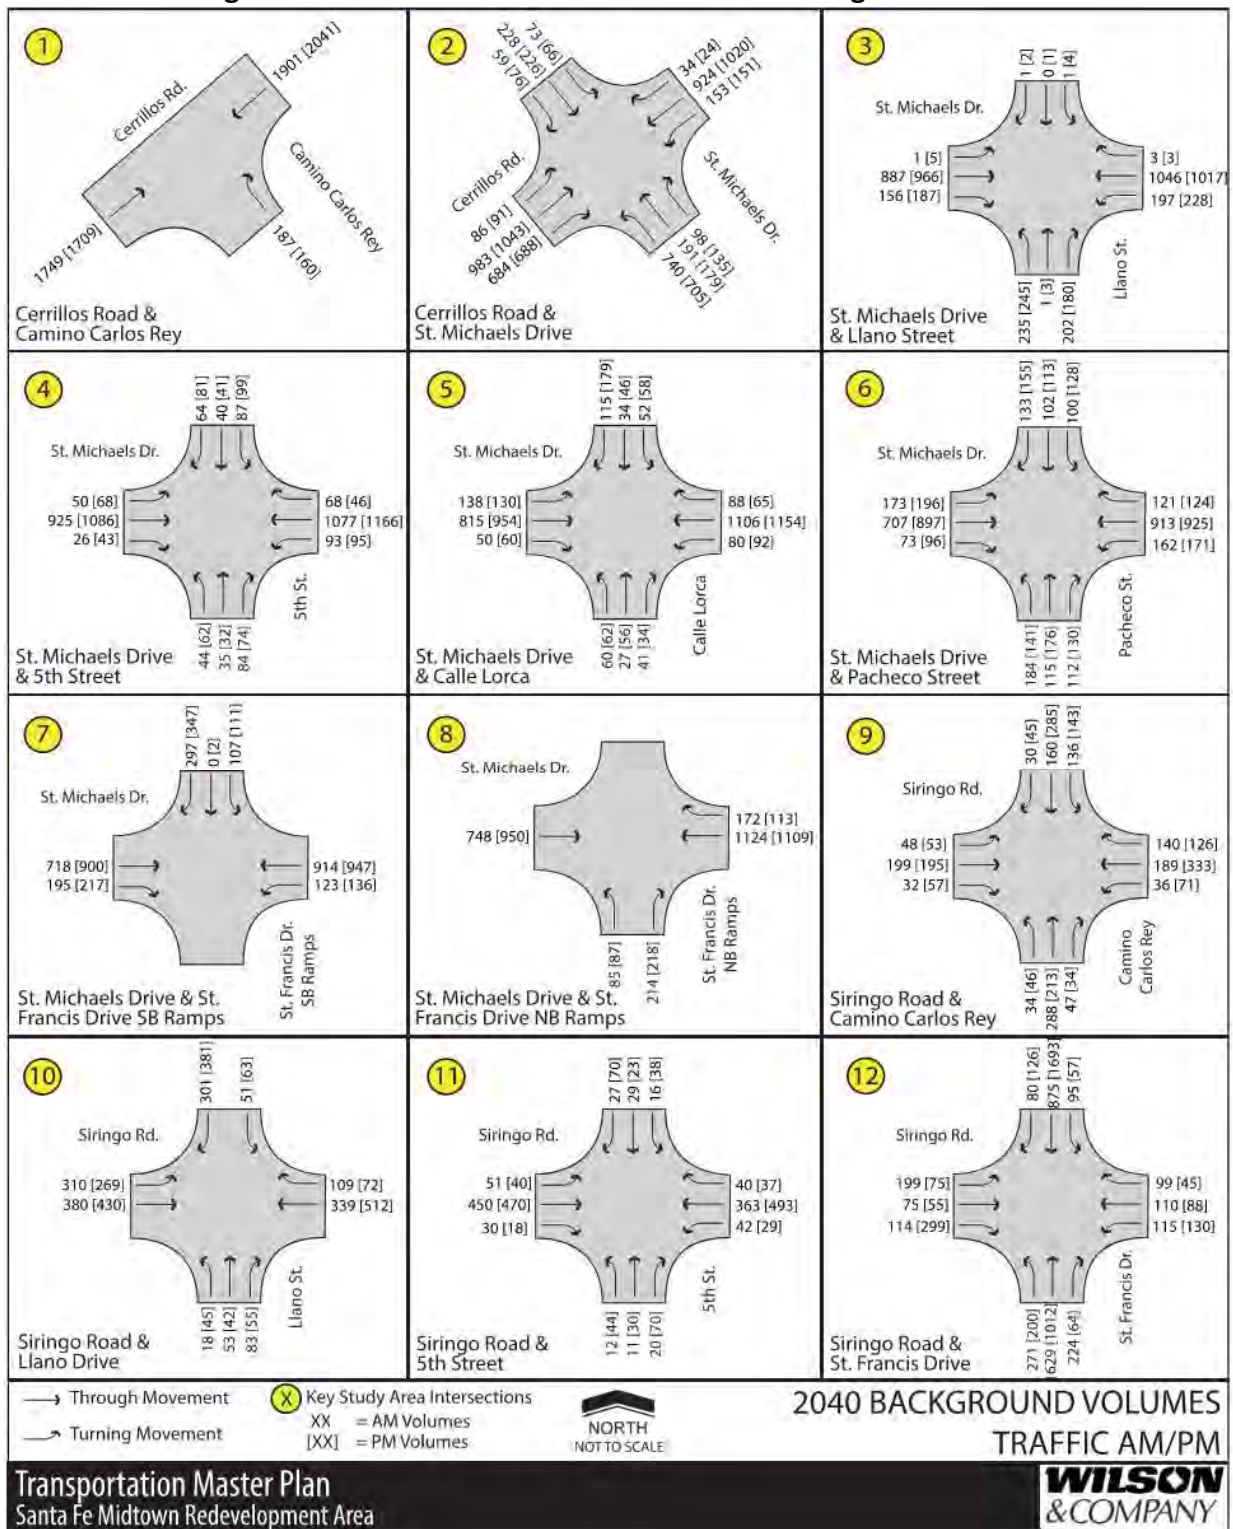 1
1901 [2041]
Cerrillos Rd.
Camino Carlos Rey
1749 [1709]
187 [160]
Cerrillos Road &
Camino Carlos Rey
2
73 [66]
228 [226]
59 [76]
34 [24]
924 [1020]
153 [151]
Cerrillos Rd.
St. Michaels Dr.
86 [91]
983 [1043]
684 [688]
98 [135]
191 [179]
740 [705]
Cerrillos Road &
St. Michaels Drive
3
1 [2]
0 [1]
1 [4]
St. Michaels Dr.
1 [5]
887 [966]
156 [187]
3 [3]
1046 [1017]
197 [228]
Llano St.
235 [245]
1 [3]
202 [180]
St. Michaels Drive
& Llano Street
4
64 [81]
40 [41]
87 [99]
St. Michaels Dr.
50 [68]
925 [1086]
26 [43]
68 [46]
1077 [1166]
93 [95]
5th St.
44 [62]
35 [32]
84 [74]
St. Michaels Drive
& 5th Street
5
115 [179]
34 [46]
52 [58]
St. Michaels Dr.
138 [130]
815 [954]
50 [60]
88 [65]
1106 [1154]
80 [92]
Calle Lorca
60 [62]
27 [56]
41 [34]
St. Michaels Drive
& Calle Lorca
6
133 [155]
102 [113]
100 [128]
St. Michaels Dr.
173 [196]
707 [897]
73 [96]
121 [124]
913 [925]
162 [171]
Pacheco St.
184 [141]
115 [176]
112 [130]
St. Michaels Drive
& Pacheco Street
7
297 [347]
0 [2]
107 [111]
St. Michaels Dr.
718 [900]
195 [217]
914 [947]
123 [136]
St. Francis Dr.
SB Ramps
St. Michaels Drive & St.
Francis Drive SB Ramps
8
St. Michaels Dr.
748 [950]
172 [113]
1124 [1109]
St. Francis Dr.
NB Ramps
85 [87]
214 [218]
St. Michaels Drive & St.
Francis Drive NB Ramps
9
30 [45]
160 [285]
136 [143]
Siringo Rd.
48 [53]
199 [195]
32 [57]
140 [126]
189 [333]
36 [71]
Camino
Carlos Rey
34 [46]
288 [213]
47 [34]
Siringo Road &
Camino Carlos Rey
10
301 [381]
51 [63]
Siringo Rd.
310 [269]
380 [430]
109 [72]
339 [512]
Llano St.
18 [45]
53 [42]
83 [55]
Siringo Road &
Llano Drive
11
27 [70]
29 [23]
16 [38]
Siringo Rd.
51 [40]
450 [470]
30 [18]
40 [37]
363 [493]
42 [29]
5th St.
12 [44]
11 [30]
20 [70]
Siringo Road &
5th Street
12
80 [126]
875 [1693]
95 [57]
Siringo Rd.
199 [75]
75 [55]
114 [299]
99 [45]
110 [88]
115 [130]
St. Francis Dr.
271 [200]
1629 [1012]
224 [64]
Siringo Road &
St. Francis Drive
Through Movement
Turning Movement
X Key Study Area Intersections
XX = AM Volumes
[XX] = PM Volumes
NORTH
NOT TO SCALE
2040 BACKGROUND VOLUMES
TRAFFIC AM/PM
Transportation Master Plan
Santa Fe Midtown Redevelopment Area
WILSON
&COMPANY